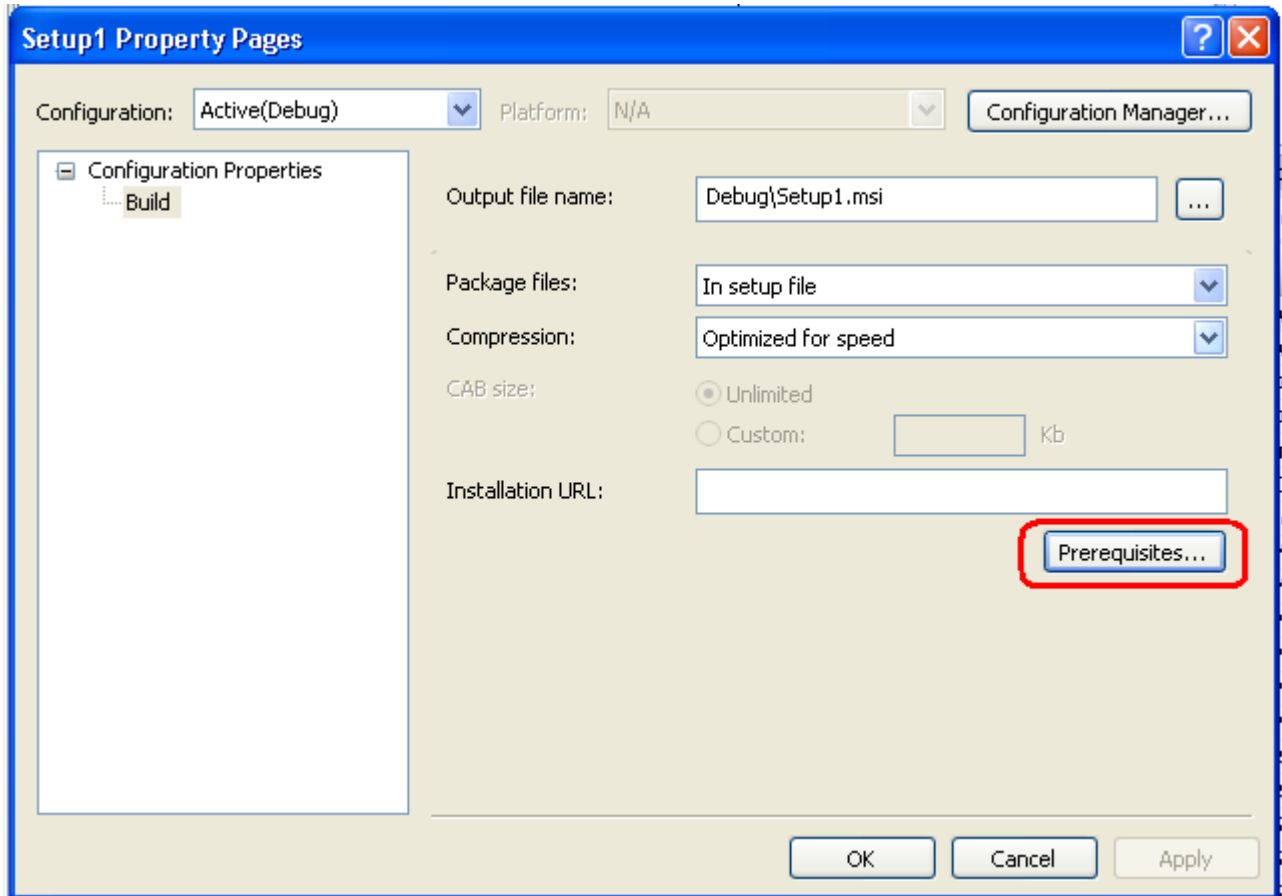 Setup1 Property Pages
Configuration: Active(Debug) Platform: N/A Configuration Manager...
Configuration Properties
Build
Output file name: Debug\Setup1.msi ...
Package files: In setup file
Compression: Optimized for speed
CAB size: Unlimited
Custom: Kb
Installation URL:
Prerequisites...
OK Cancel Apply